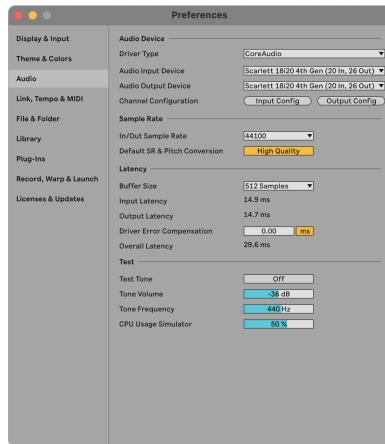 Preferences
Display & Input
Theme & Colors
Audio
Link, Tempo & MIDI
File & Folder
Library
Plug-Ins
Record, Warp & Launch
Licenses & Updates
Audio Device
Driver Type CoreAudio
Audio Input Device Scarlett 18i20 4th Gen (20 In, 26 Out)
Audio Output Device Scarlett 18i20 4th Gen (20 In, 26 Out)
Channel Configuration Input Config Output Config
Sample Rate
In/Out Sample Rate 44100
Default SR & Pitch Conversion High Quality
Latency
Buffer Size 512 Samples
Input Latency 14.9 ms
Output Latency 14.7 ms
Driver Error Compensation 0.00 ms
Overall Latency 29.6 ms
Test
Test Tone Off
Tone Volume -36 dB
Tone Frequency 440 Hz
CPU Usage Simulator 50 %